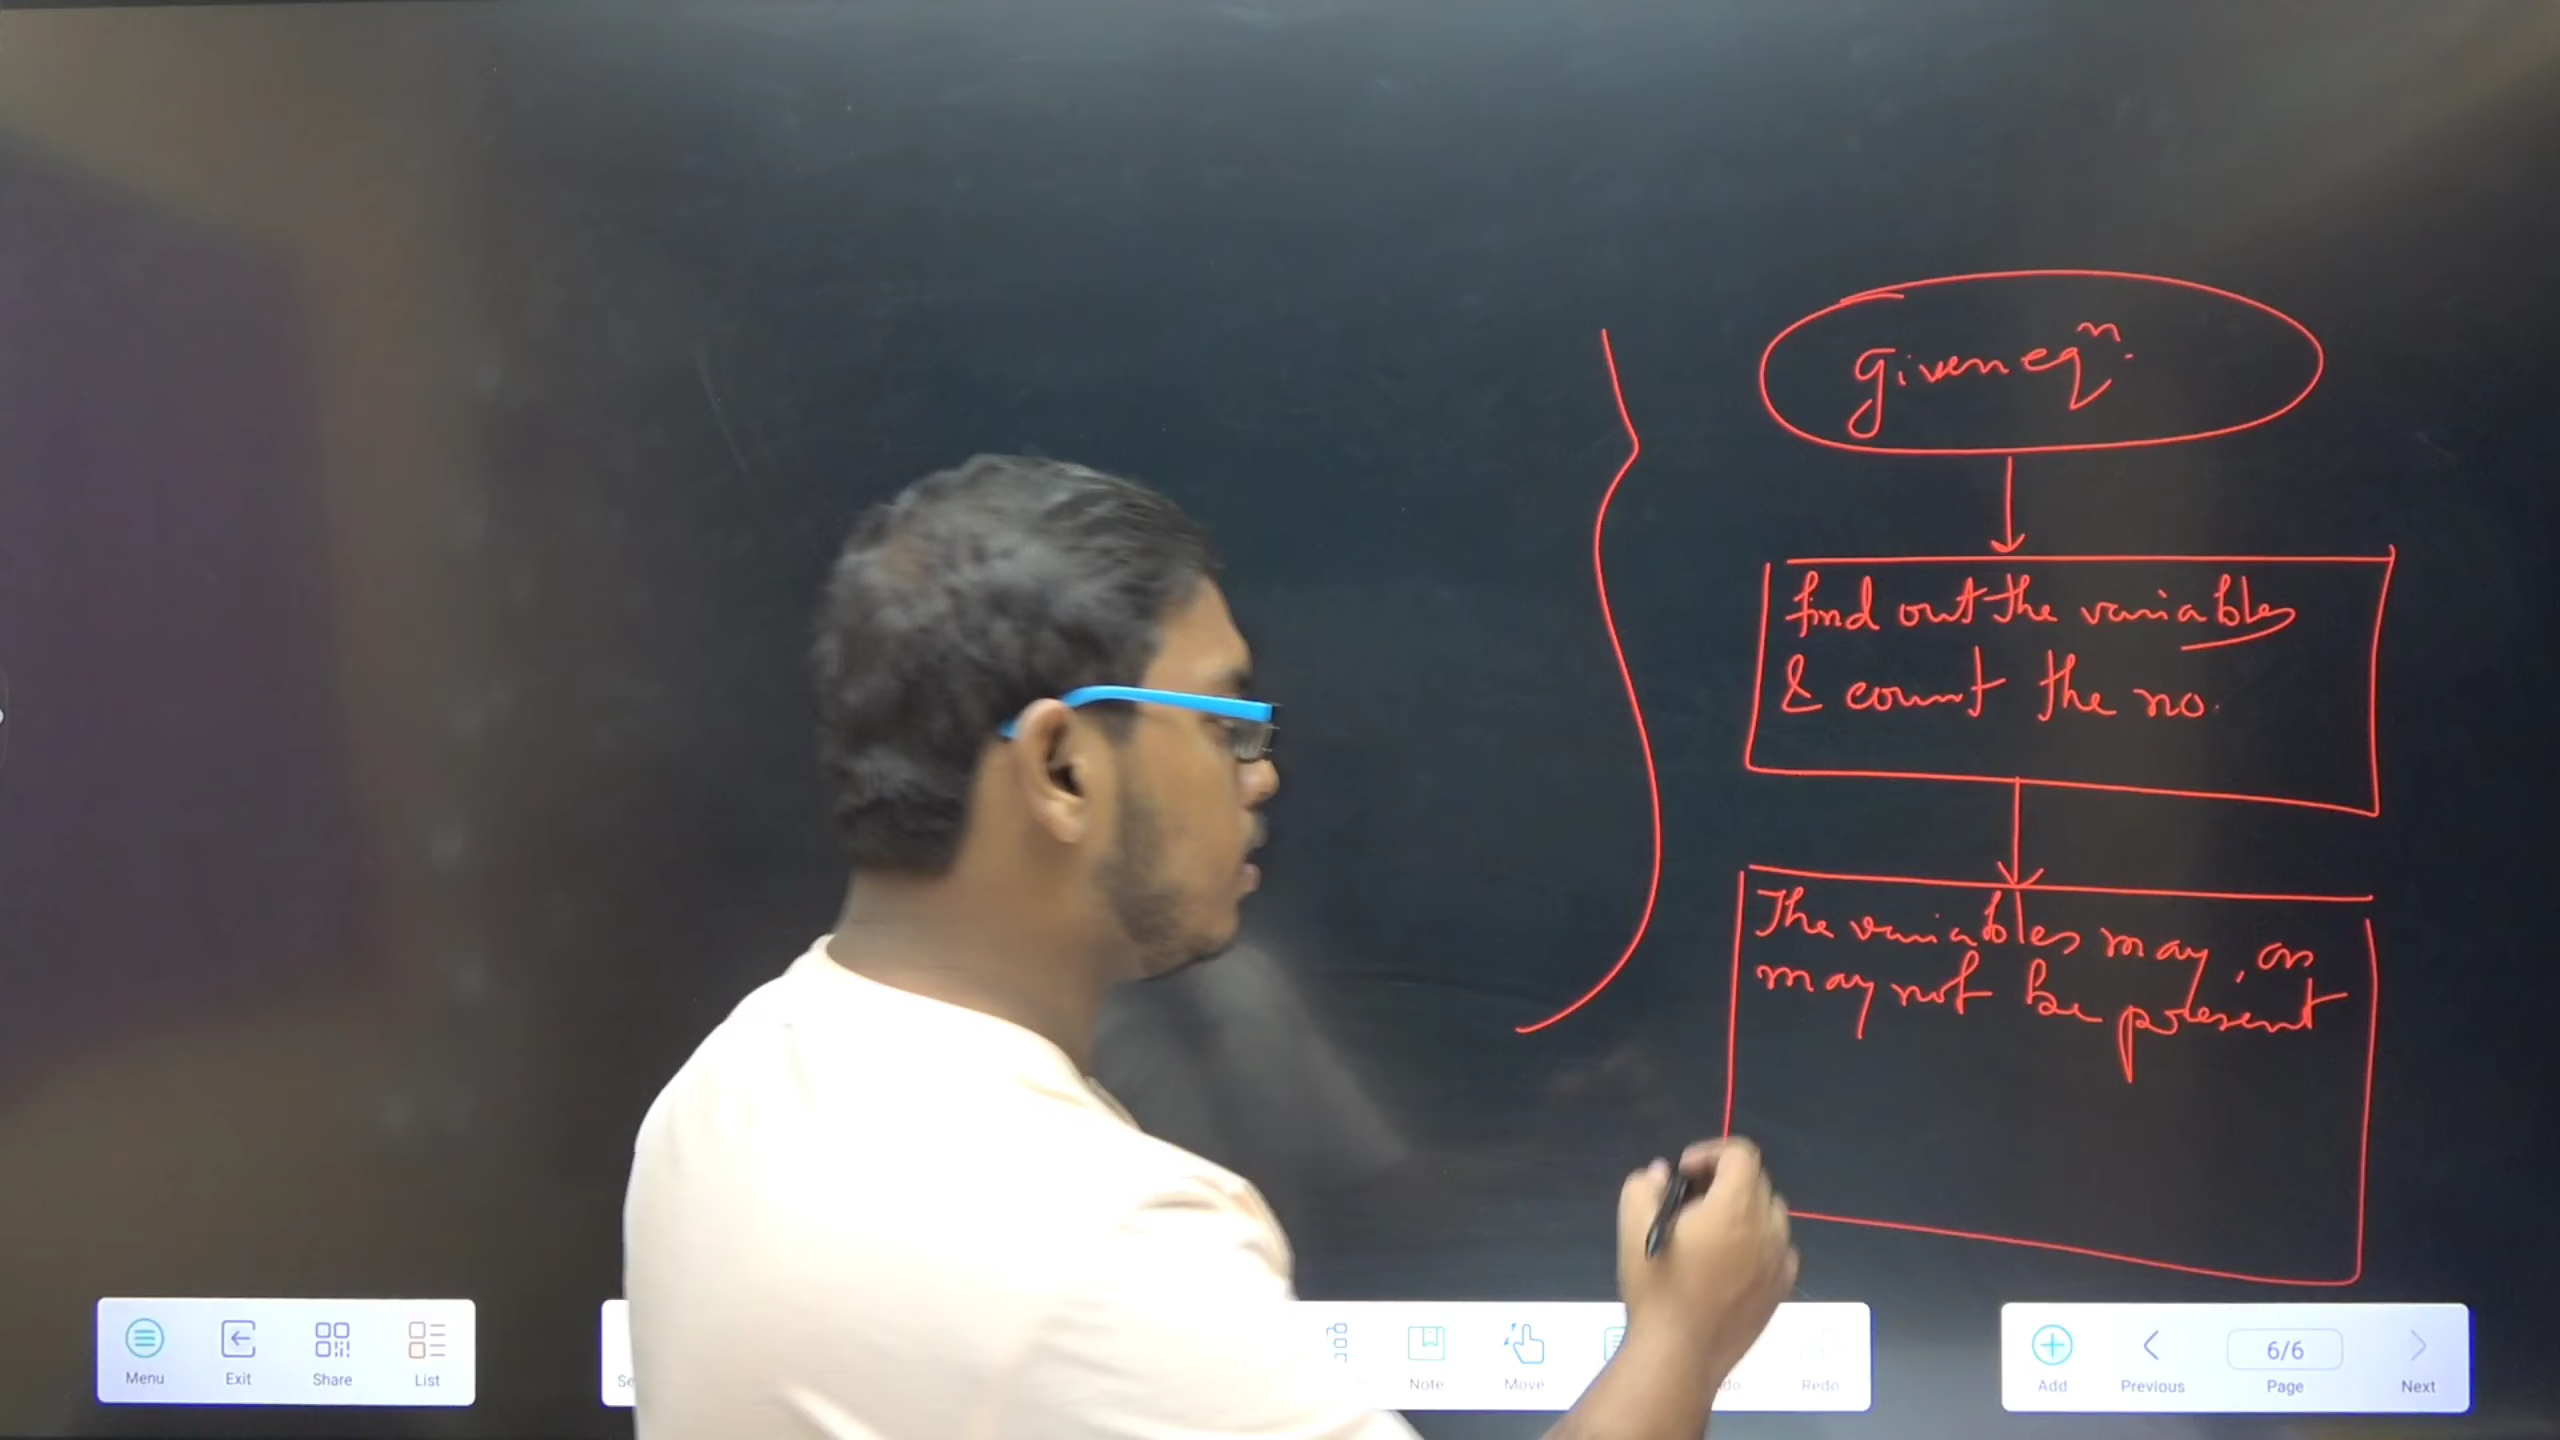 given eqⁿ.
find out the variables
& count the no.
The variables may, or
may not be present
Menu
Exit
Share
List
Note
Move
Redo
Add
Previous
6/6
Page
Next